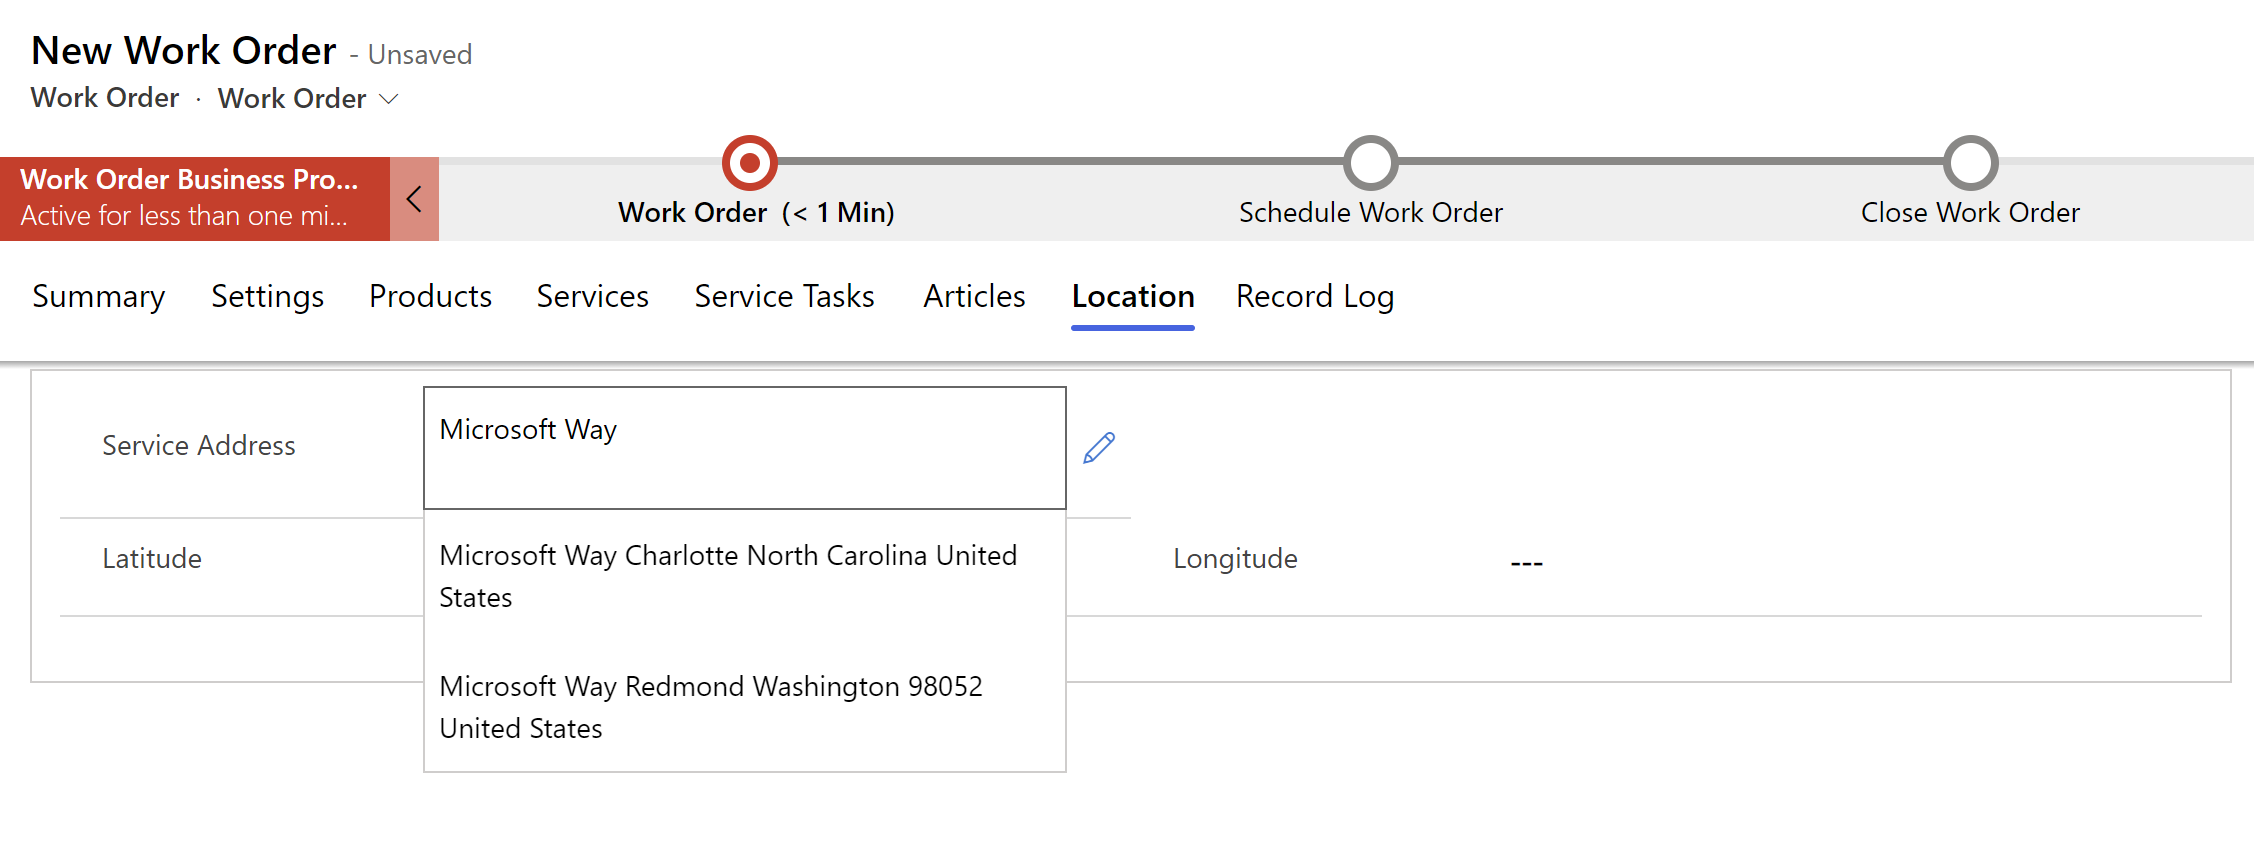 New Work Order - Unsaved
Work Order · Work Order
Work Order Business Pro...
Active for less than one mi...
Work Order (< 1 Min)
Schedule Work Order
Close Work Order
Summary Settings Products Services Service Tasks Articles Location Record Log
Service Address
Microsoft Way
Latitude
Microsoft Way Charlotte North Carolina United
States
Microsoft Way Redmond Washington 98052
United States
Longitude
---